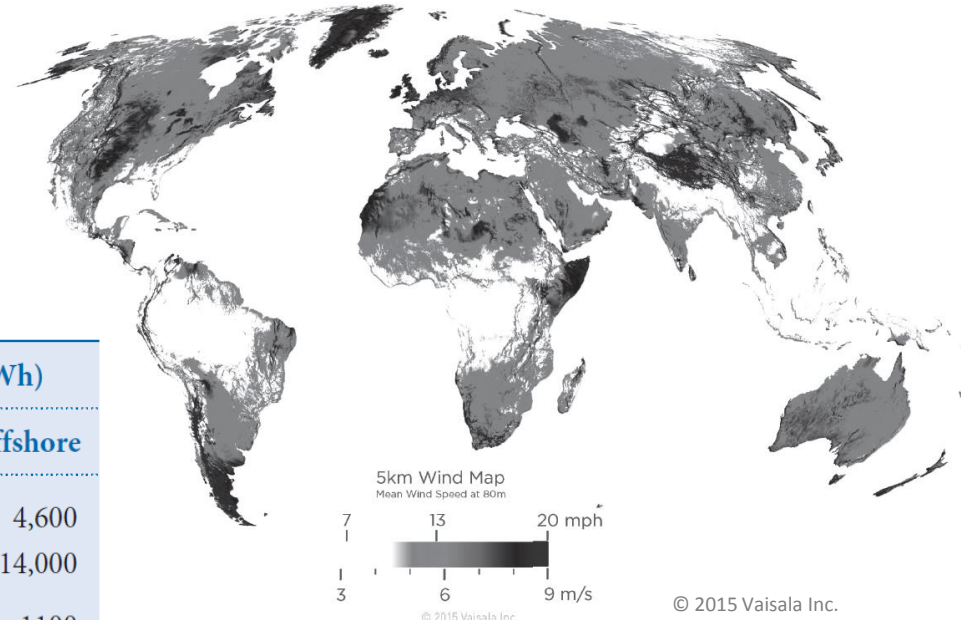 Wh)
ffshore
4,600
14,000
1100
5km Wind Map
Mean Wind Speed at 80m
7 13 20 mph
3 6 9 m/s
© 2015 Vaisala Inc.
© 2015 Vaisala Inc.